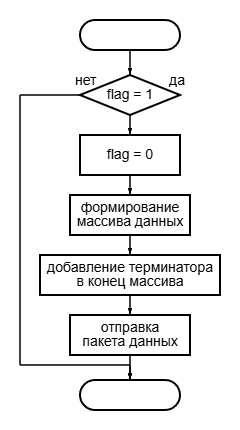 нет да
flag = 1
flag = 0
формирование
массива данных
добавление терминатора
в конец массива
отправка
пакета данных